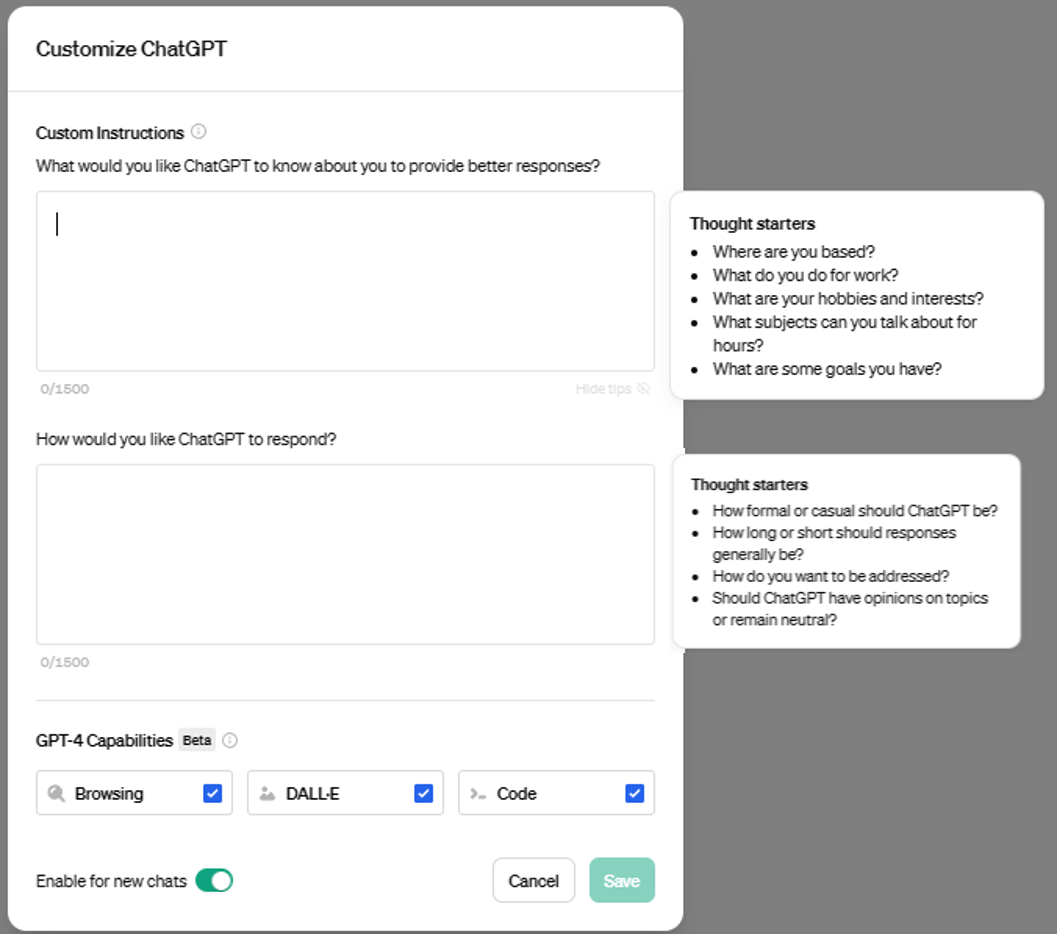 Customize ChatGPT
Custom Instructions
What would you like ChatGPT to know about you to provide better responses?
Thought starters
• Where are you based?
• What do you do for work?
• What are your hobbies and interests?
• What subjects can you talk about for
hours?
• What are some goals you have?
0/1500
Hide tips
How would you like ChatGPT to respond?
Thought starters
• How formal or casual should ChatGPT be?
• How long or short should responses
generally be?
• How do you want to be addressed?
• Should ChatGPT have opinions on topics
or remain neutral?
0/1500
GPT-4 Capabilities Beta
Browsing
DALL·E
Code
Enable for new chats
Cancel
Save